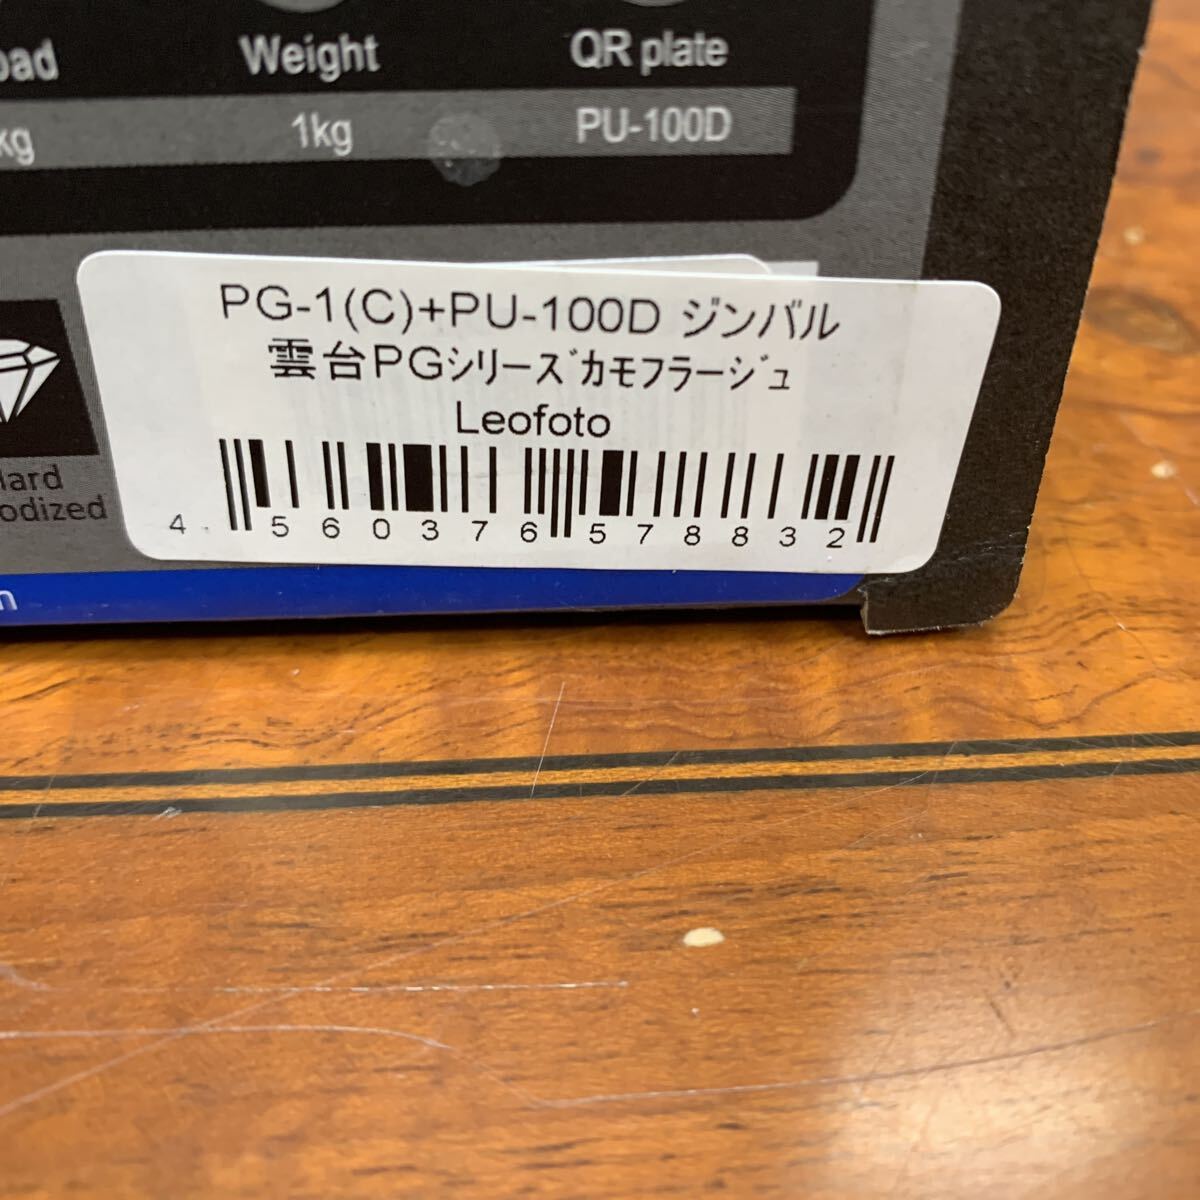 Weight QR plate
kg 1kg PU-100D
PG-1(C)+PU-100D ジンバル
雲台PGシリーズカモフラージュ
Leofoto
4 560376 578832